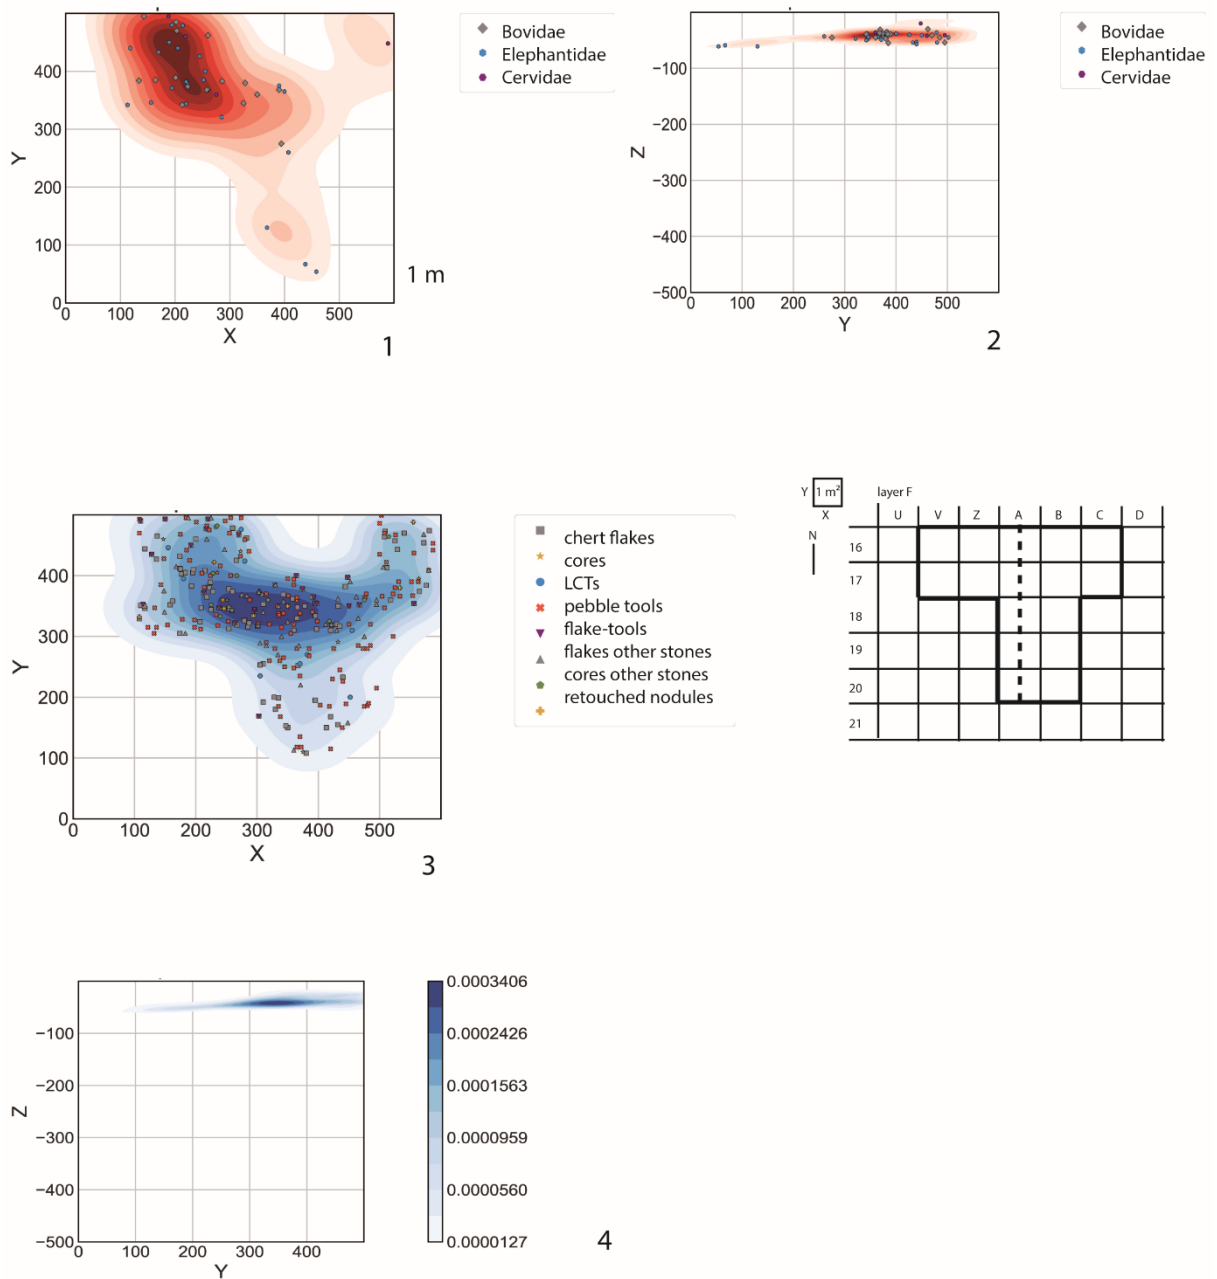 Bovidae
Elephantidae
Cervidae
400
300
200
100
0
Y
0 100 200 300 400 500
X
1 m
1
Bovidae
Elephantidae
Cervidae
−100
−200
−300
−400
−500
Z
0 100 200 300 400 500
Y
2
400
300
200
100
0
Y
0 100 200 300 400 500
X
3
chert flakes
cores
LCTs
pebble tools
flake-tools
flakes other stones
cores other stones
retouched nodules
Y 1 m² layer F
X
N
U V Z A B C D
16
17
18
19
20
21
−100
−200
−300
−400
−500
Z
0 100 200 300 400
Y
0.0003406
0.0002426
0.0001563
0.0000959
0.0000560
0.0000127
4